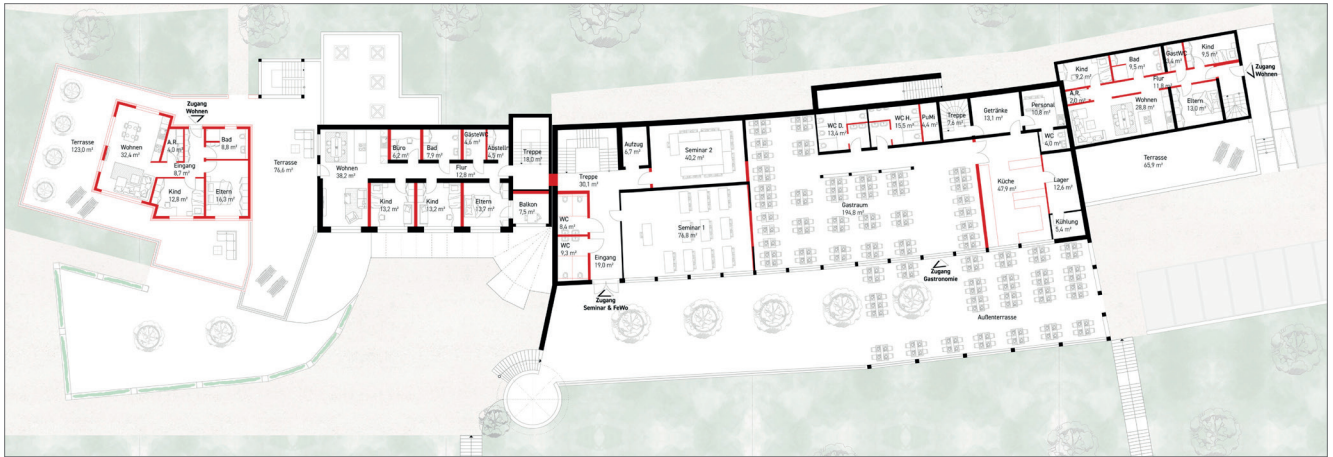 Zugang
Wohnen
Terrasse
123,0 m²
Wohnen
32,4 m²
A.R.
4,0 m²
Bad
8,8 m²
Eingang
8,7 m²
Kind
12,8 m²
Eltern
16,3 m²
Terrasse
76,6 m²
Wohnen
38,2 m²
Büro
6,2 m²
Bad
7,9 m²
GästeWC
4,6 m²
Abstellr.
4,5 m²
Flur
12,8 m²
Kind
13,2 m²
Kind
13,2 m²
Eltern
13,7 m²
Treppe
18,0 m²
Balkon
7,5 m²
Treppe
30,1 m²
Aufzug
6,7 m²
Seminar 2
40,2 m²
Seminar 1
76,8 m²
WC
8,4 m²
WC
9,3 m²
Eingang
19,0 m²
Zugang
Seminar & FeWo
WC D.
13,4 m²
WC H.
15,5 m²
PuMi
4,4 m²
Treppe
7,6 m²
Getränke
13,1 m²
Personal
10,8 m²
WC
4,0 m²
Gastraum
194,8 m²
Küche
47,9 m²
Lager
12,6 m²
Kühlung
5,4 m²
Zugang
Gastronomie
Außenterrasse
Kind
9,2 m²
Bad
9,5 m²
GästWC
Kind
9,5 m²
Flur
11,8 m²
A.R.
2,0 m²
Wohnen
28,8 m²
Eltern
13,0 m²
Zugang
Wohnen
Terrasse
65,9 m²